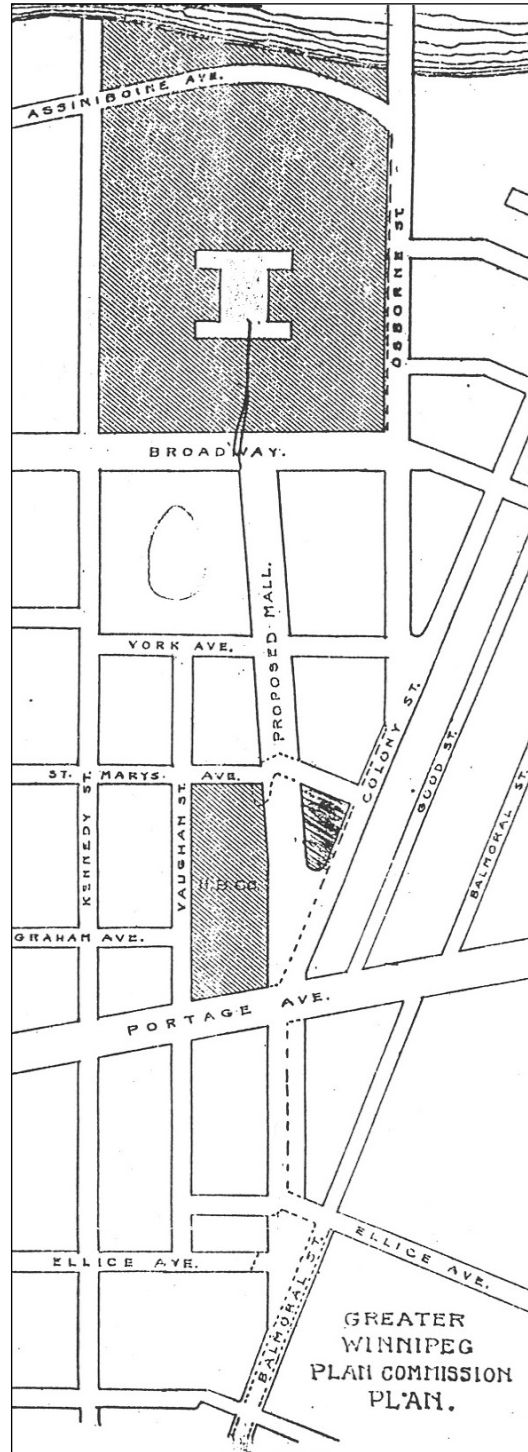 ASSINIBOINE AVE.
OSBORNE ST.
BROADWAY.
PROPOSED MALL.
YORK AVE.
COLONY ST.
GOOD ST.
BALMORAL ST.
ST. MARYS. AVE.
KENNEDY ST.
VAUGHAN ST.
H.B.CO.
GRAHAM AVE.
PORTAGE AVE.
ELLICE AVE.
BALMORAL ST.
ELLICE AVE.
GREATER
WINNIPEG
PLAN COMMISSION
PLAN.